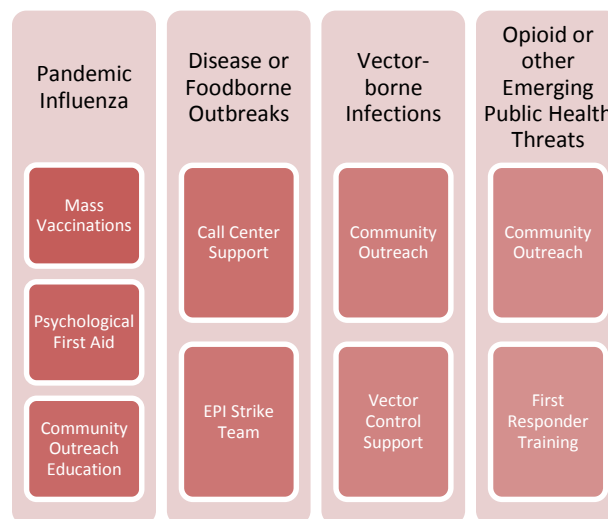 Pandemic
Influenza
Mass
Vaccinations
Psychological
First Aid
Community
Outreach
Education
Disease or
Foodborne
Outbreaks
Call Center
Support
EPI Strike
Team
Vector-
borne
Infections
Community
Outreach
Vector
Control
Support
Opioid or
other
Emerging
Public Health
Threats
Community
Outreach
First
Responder
Training